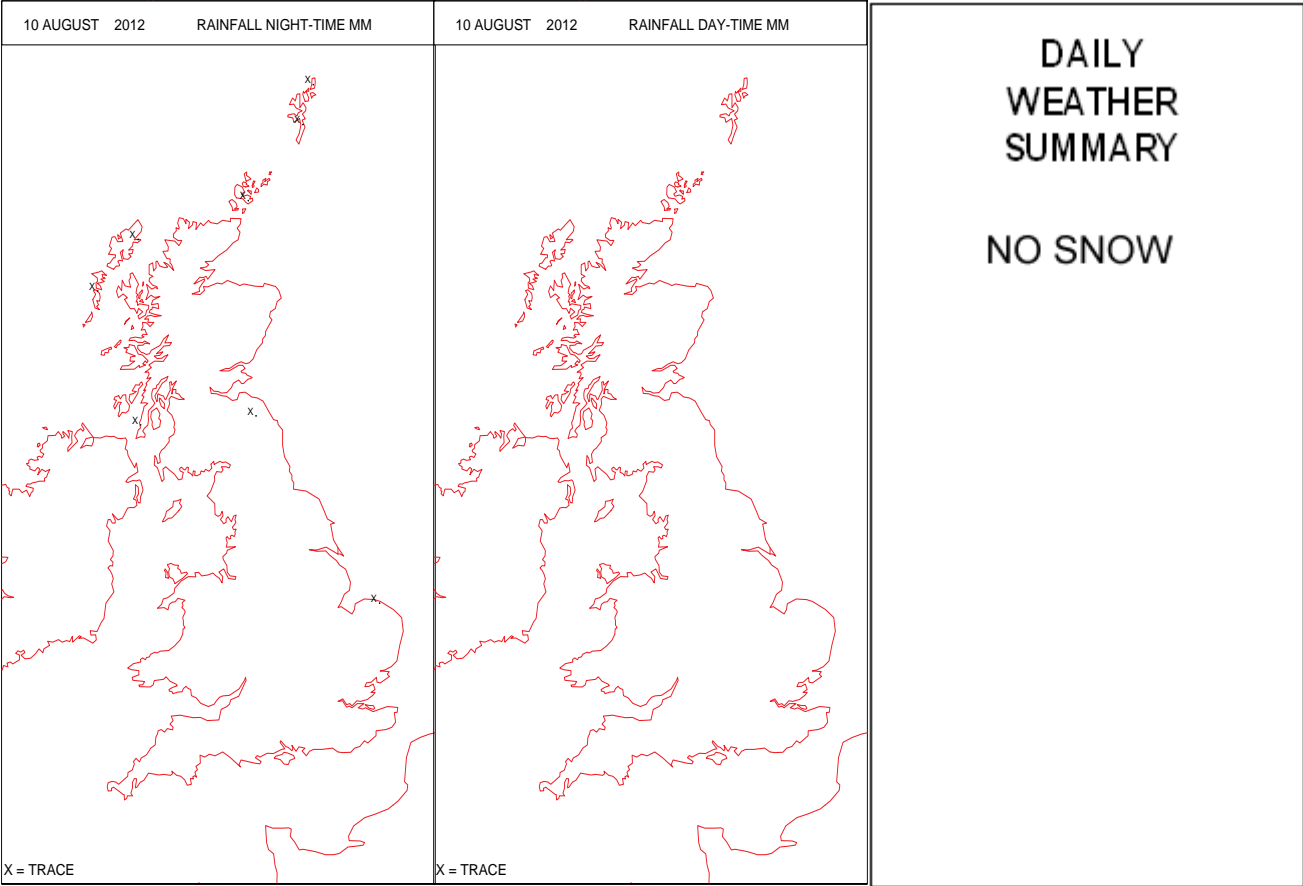 10 AUGUST 2012 RAINFALL NIGHT-TIME MM
X
X
X
X
X
X.
X.
X.
X = TRACE
10 AUGUST 2012 RAINFALL DAY-TIME MM
X = TRACE
DAILY
WEATHER
SUMMARY
NO SNOW